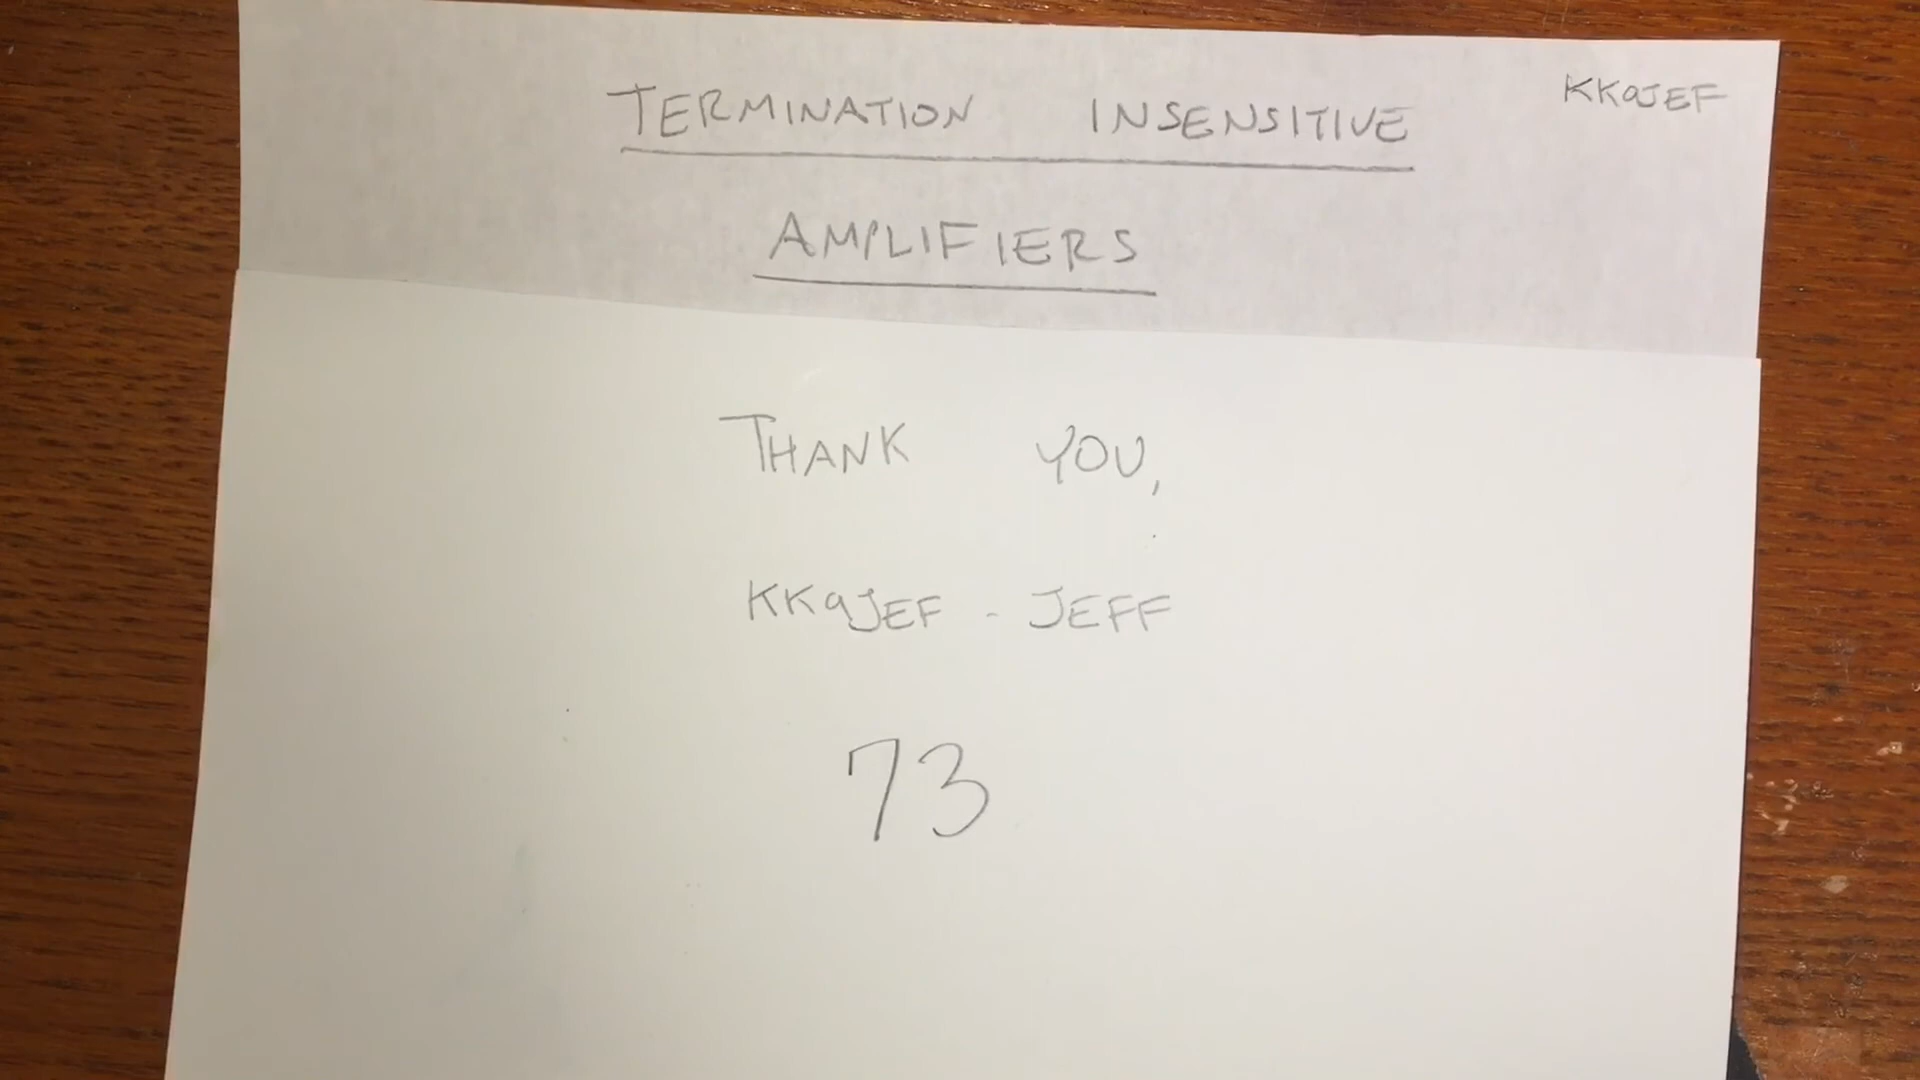 KK9JEF
TERMINATION INSENSITIVE
AMPLIFIERS
THANK YOU,
KK9JEF - JEFF
73